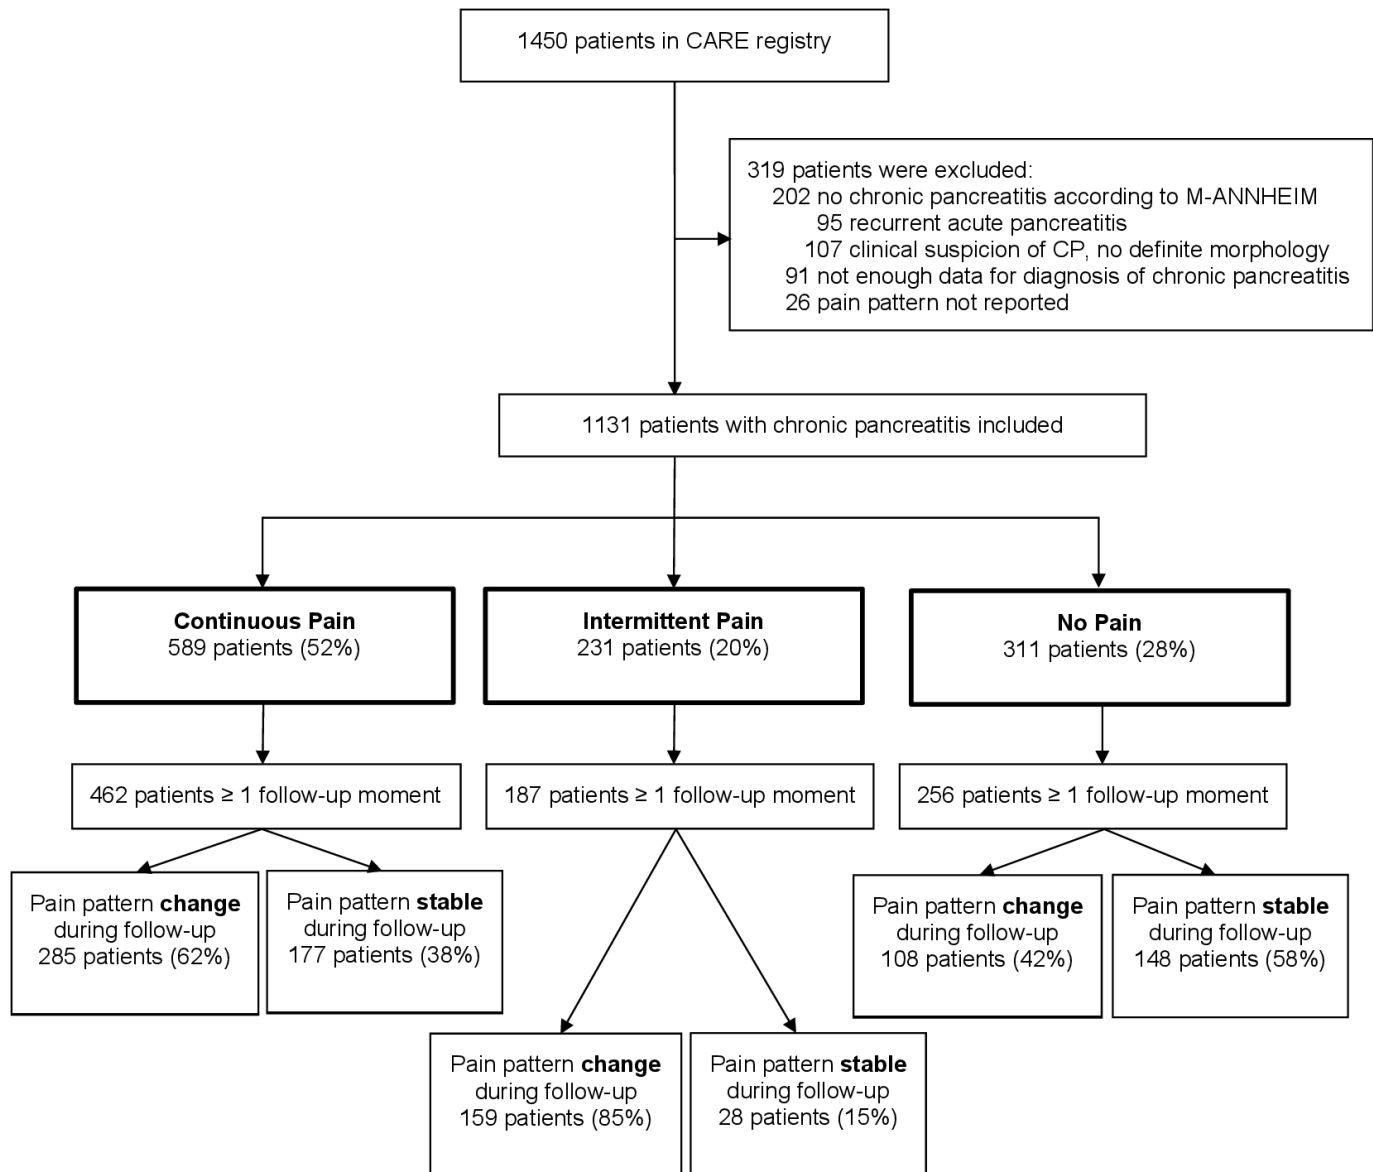 1450 patients in CARE registry
319 patients were excluded:
202 no chronic pancreatitis according to M-ANNHEIM
95 recurrent acute pancreatitis
107 clinical suspicion of CP, no definite morphology
91 not enough data for diagnosis of chronic pancreatitis
26 pain pattern not reported
1131 patients with chronic pancreatitis included
Continuous Pain
589 patients (52%)
Intermittent Pain
231 patients (20%)
No Pain
311 patients (28%)
462 patients ≥ 1 follow-up moment
187 patients ≥ 1 follow-up moment
256 patients ≥ 1 follow-up moment
Pain pattern change
during follow-up
285 patients (62%)
Pain pattern stable
during follow-up
177 patients (38%)
Pain pattern change
during follow-up
159 patients (85%)
Pain pattern stable
during follow-up
28 patients (15%)
Pain pattern change
during follow-up
108 patients (42%)
Pain pattern stable
during follow-up
148 patients (58%)